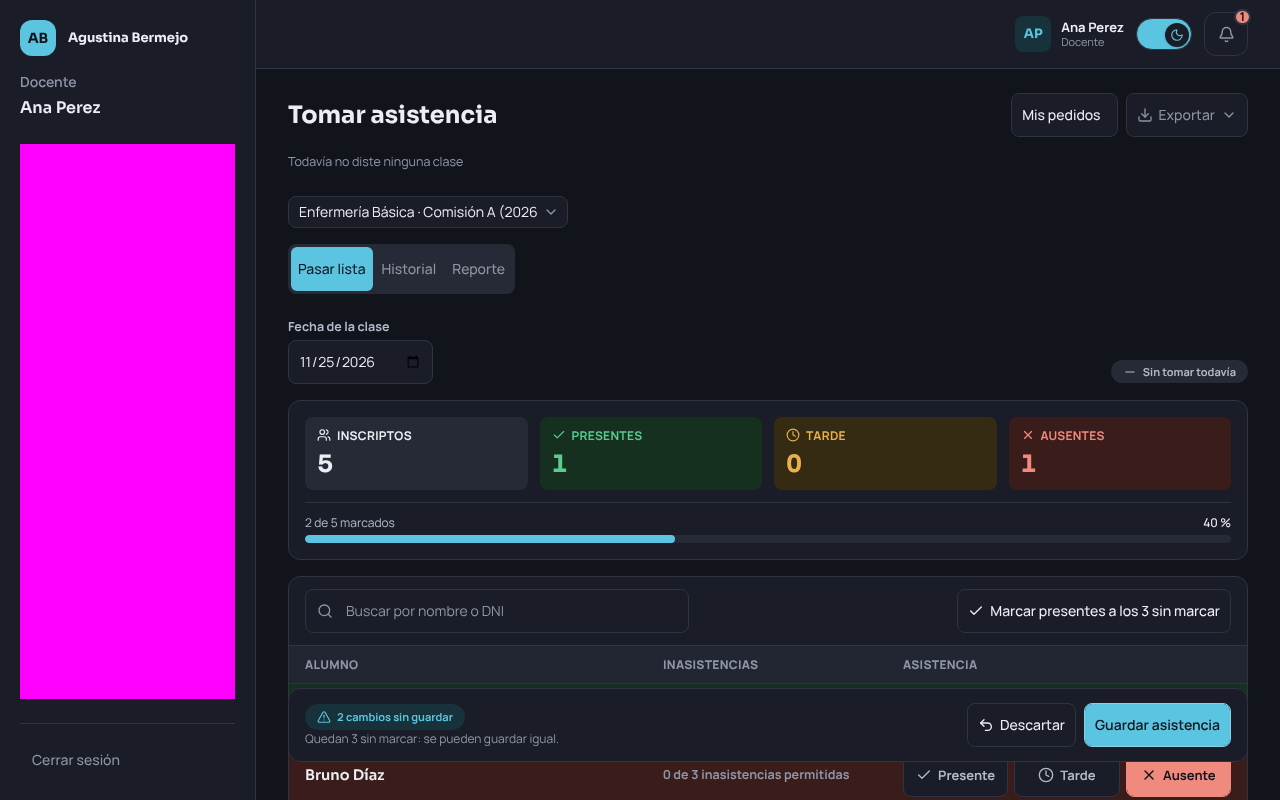 AB Agustina Bermejo
Docente
Ana Perez
Cerrar sesión
AP Ana Perez
Docente
1
Tomar asistencia
Mis pedidos
Exportar
Todavía no diste ninguna clase
Enfermería Básica · Comisión A (2026
Pasar lista Historial Reporte
Fecha de la clase
11/25/2026
Sin tomar todavía
INSCRIPTOS
5
PRESENTES
1
TARDE
0
AUSENTES
1
2 de 5 marcados
40 %
Buscar por nombre o DNI
Marcar presentes a los 3 sin marcar
ALUMNO INASISTENCIAS ASISTENCIA
2 cambios sin guardar
Quedan 3 sin marcar: se pueden guardar igual.
Descartar
Guardar asistencia
Bruno Díaz 0 de 3 inasistencias permitidas Presente Tarde Ausente